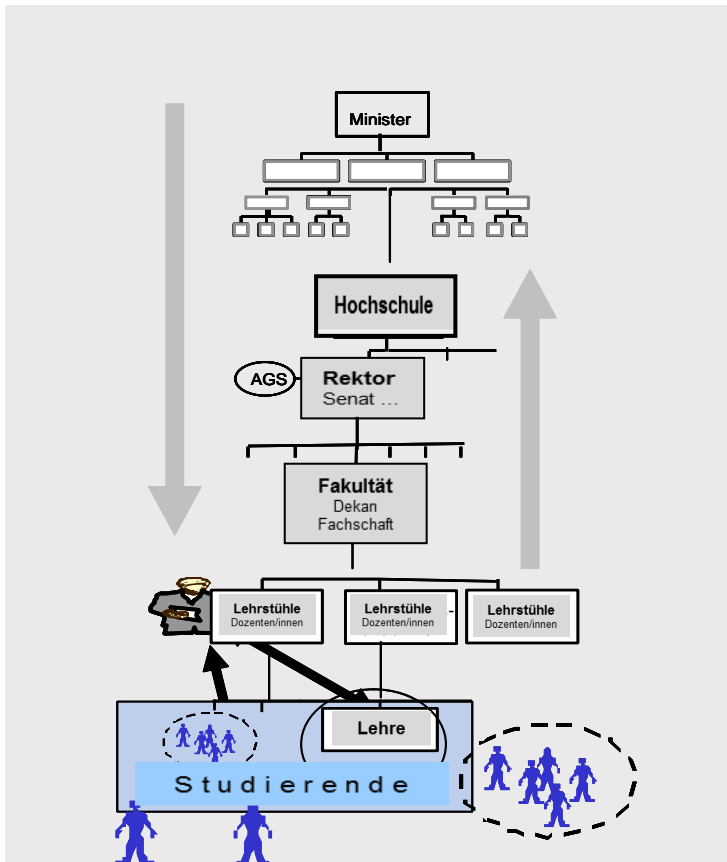 Minister
Hochschule
AGS
Rektor
Senat ...
Fakultät
Dekan
Fachschaft
Lehrstühle
Dozenten/innen
Lehrstühle
Dozenten/innen
Lehrstühle
Dozenten/innen
Lehre
Studierende